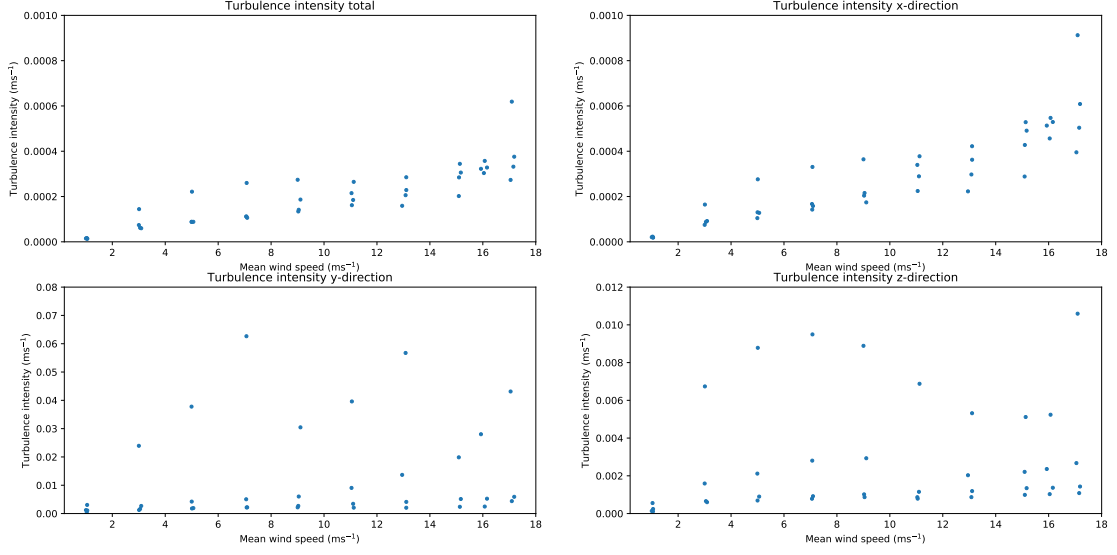 Turbulence intensity total
0.0010
0.0008
0.0006
0.0004
0.0002
0.0000
Turbulence intensity (ms⁻¹)
2 4 6 8 10 12 14 16 18
Mean wind speed (ms⁻¹)
Turbulence intensity x-direction
0.0010
0.0008
0.0006
0.0004
0.0002
0.0000
Turbulence intensity (ms⁻¹)
2 4 6 8 10 12 14 16 18
Mean wind speed (ms⁻¹)
Turbulence intensity y-direction
0.08
0.07
0.06
0.05
0.04
0.03
0.02
0.01
0.00
Turbulence intensity (ms⁻¹)
2 4 6 8 10 12 14 16 18
Mean wind speed (ms⁻¹)
Turbulence intensity z-direction
0.012
0.010
0.008
0.006
0.004
0.002
0.000
Turbulence intensity (ms⁻¹)
2 4 6 8 10 12 14 16 18
Mean wind speed (ms⁻¹)